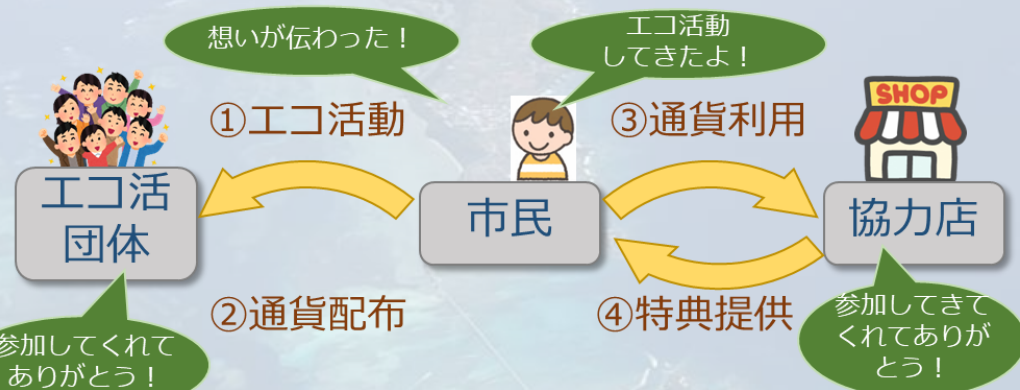 想いが伝わった！
エコ活動
してきたよ！
SHOP
①エコ活動
③通貨利用
エコ活
団体
市民
協力店
②通貨配布
④特典提供
参加してくれて
ありがとう！
参加してきて
くれてありが
とう！